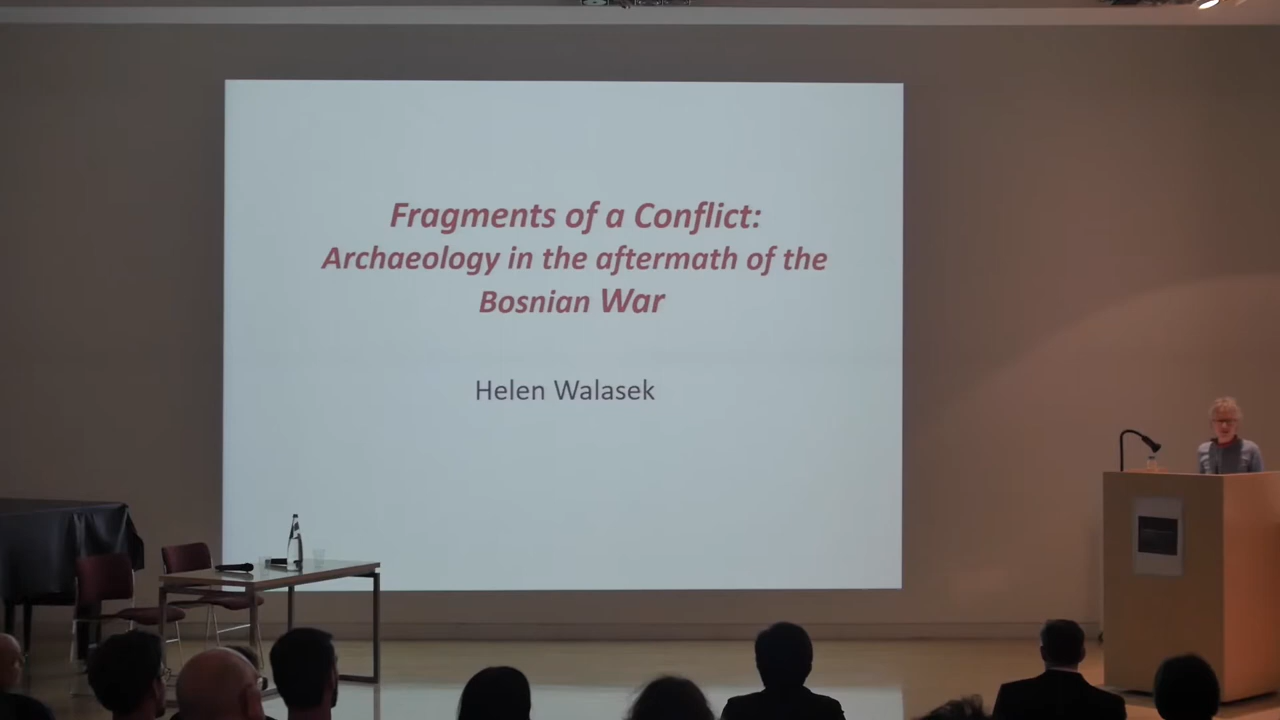 Fragments of a Conflict:
Archaeology in the aftermath of the
Bosnian War
Helen Walasek